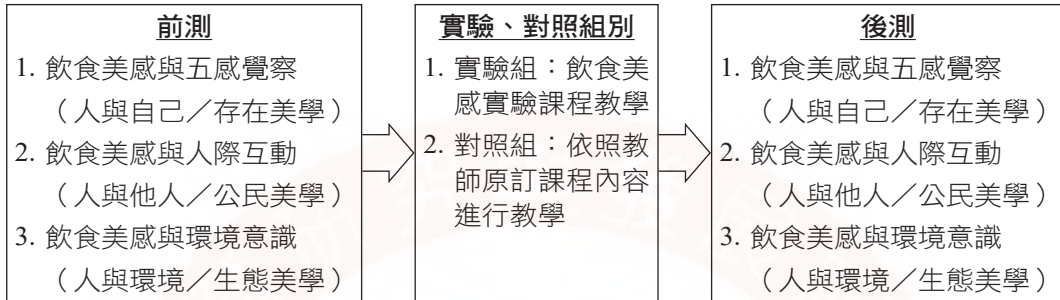 前測
1. 飲食美感與五感覺察
（人與自己／存在美學）
2. 飲食美感與人際互動
（人與他人／公民美學）
3. 飲食美感與環境意識
（人與環境／生態美學）
實驗、對照組別
1. 實驗組：飲食美
感實驗課程教學
2. 對照組：依照教
師原訂課程內容
進行教學
後測
1. 飲食美感與五感覺察
（人與自己／存在美學）
2. 飲食美感與人際互動
（人與他人／公民美學）
3. 飲食美感與環境意識
（人與環境／生態美學）